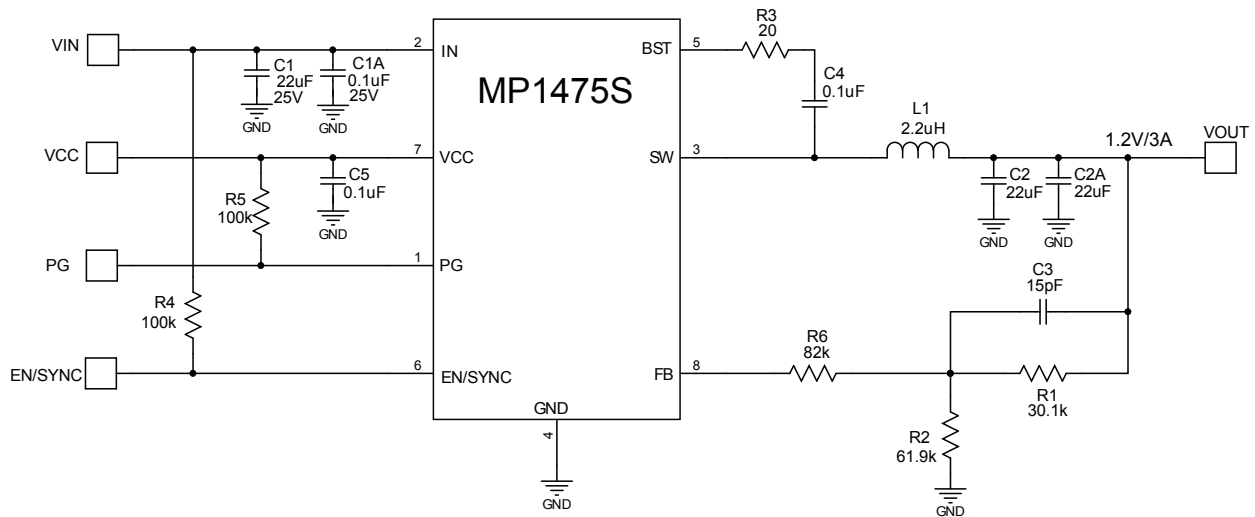 VIN
2
IN
C1
22uF
25V
GND
C1A
0.1uF
25V
GND
VCC
7
VCC
C5
0.1uF
GND
R5
100k
PG
1
PG
R4
100k
EN/SYNC
6
EN/SYNC
MP1475S
GND
4
GND
BST
5
R3
20
C4
0.1uF
SW
3
L1
2.2uH
1.2V/3A
VOUT
C2
22uF
GND
C2A
22uF
GND
C3
15pF
FB
8
R6
82k
R1
30.1k
R2
61.9k
GND